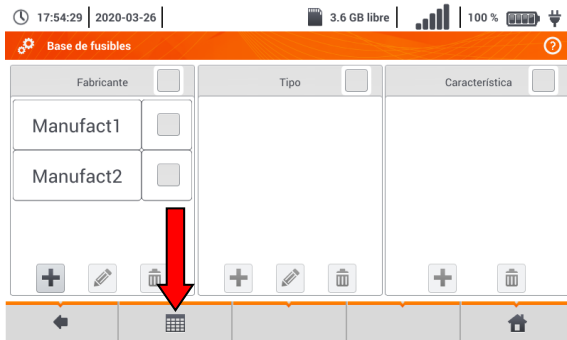 17:54:29 2020-03-26 3.6 GB libre 100 %
Base de fusibles ?
Fabricante Tipo Característica
Manufact1
Manufact2